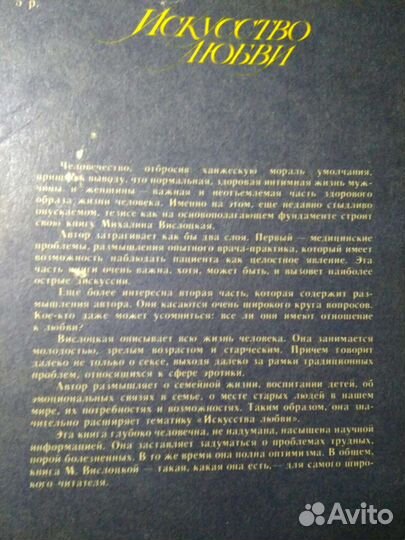 5 р.
ИСКУССТВО
ЛЮБВИ
Человечество, отбросив ханжескую мораль умолчания,
пришло к выводу, что нормальная, здоровая интимная жизнь муж-
чины и женщины — важная и неотъемлемая часть здорового
образа жизни человека. Именно на этом, еще недавно стыдливо
опускаемом, тезисе как на основополагающем фундаменте строит
свою книгу Михалина Вислоцкая.
Автор затрагивает как бы два слоя. Первый — медицинские
проблемы, размышления опытного врача-практика, который имеет
возможность наблюдать пациента как целостное явление. Эта
часть книги очень важна, хотя, может быть, и вызовет наиболее
острые дискуссии.
Еще более интересна вторая часть, которая содержит раз-
мышления автора. Они касаются очень широкого круга вопросов.
Кое-кто даже может усомниться: все ли они имеют отношение
к любви?
Вислоцкая описывает всю жизнь человека. Она занимается
молодостью, зрелым возрастом и старческим. Причем говорит
далеко не только о сексе, выходя далеко за рамки традиционных
проблем, относящихся к сфере эротики.
Автор размышляет о семейной жизни, воспитании детей, об
эмоциональных связях в семье, о месте старых людей в нашем
мире, их потребностях и возможностях. Таким образом, она зна-
чительно расширяет тематику «Искусства любви».
Эта книга глубоко человечна, не надумана, насыщена научной
информацией. Она заставляет задуматься о проблемах трудных,
порой болезненных. В то же время она полна оптимизма. В общем,
книга М. Вислоцкой — такая, какая она есть, — для самого широ-
кого читателя.
Avito